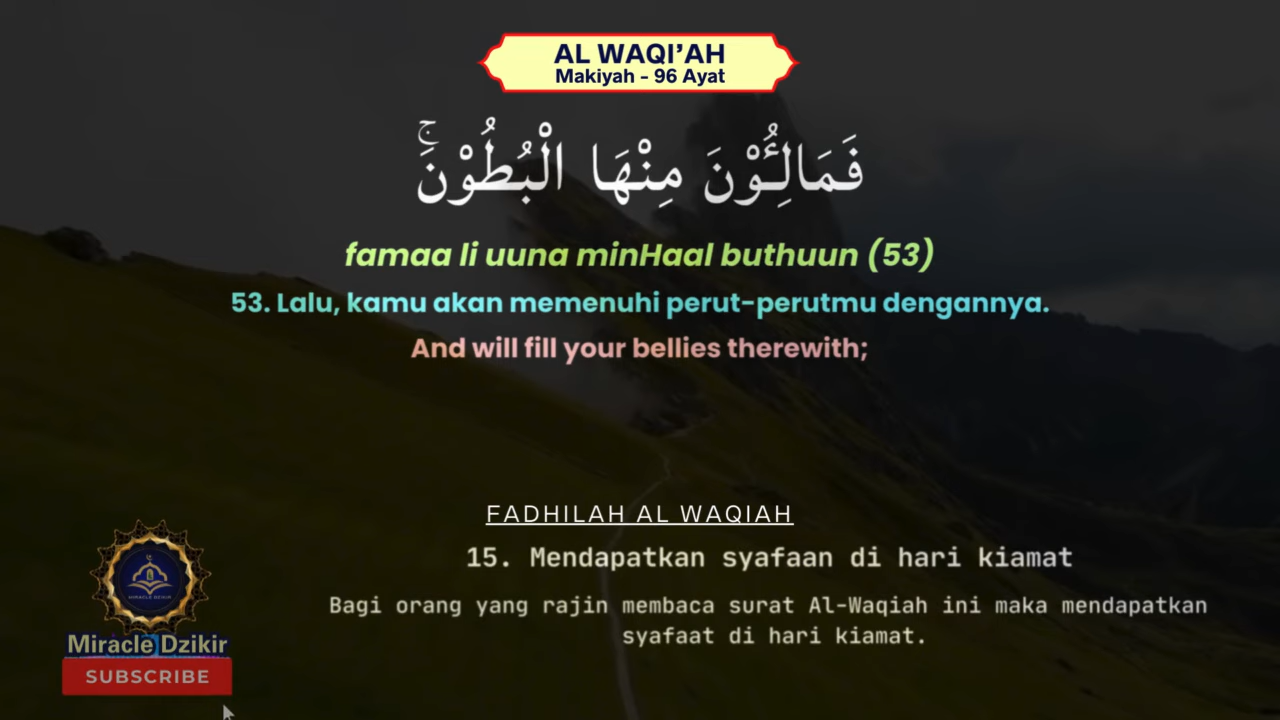 AL WAQI’AH
Makiyah - 96 Ayat
فَمَالِـُٔوْنَ مِنْهَا الْبُطُوْنَۚ
famaa li uuna minHaal buthuun (53)
53. Lalu, kamu akan memenuhi perut-perutmu dengannya.
And will fill your bellies therewith;
FADHILAH AL WAQIAH
15. Mendapatkan syafaan di hari kiamat
Bagi orang yang rajin membaca surat Al-Waqiah ini maka mendapatkan
syafaat di hari kiamat.
MIRACLE DZIKIR
Miracle Dzikir
SUBSCRIBE